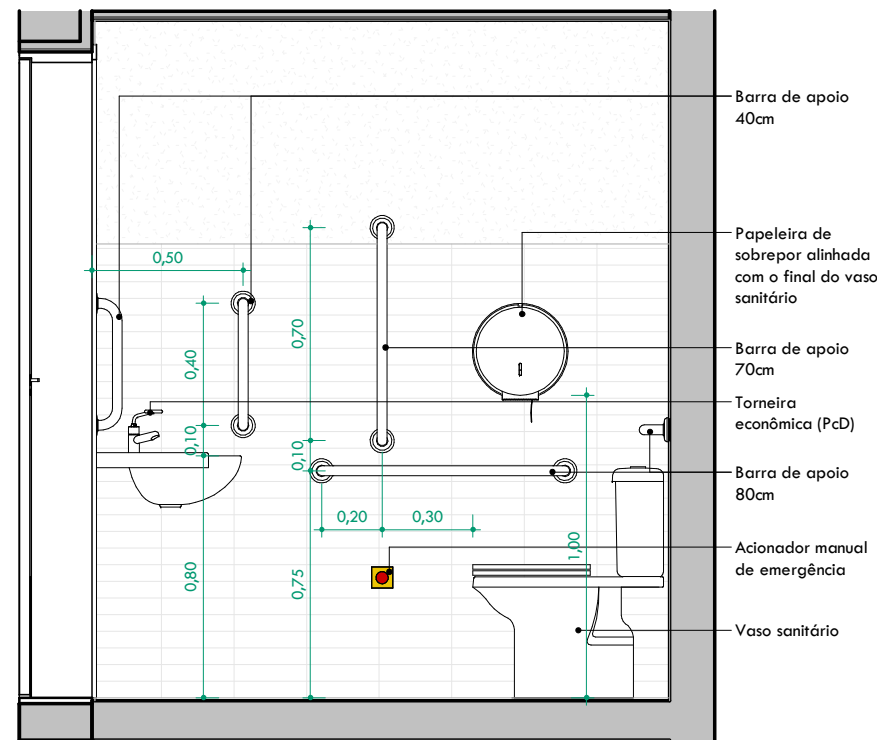 Barra de apoio
40cm
Papeleira de
sobrepor alinhada
com o final do vaso
sanitário
Barra de apoio
70cm
Torneira
econômica (PcD)
Barra de apoio
80cm
Acionador manual
de emergência
Vaso sanitário
0,50
0,40
0,10
0,80
0,70
0,10
0,75
0,20
0,30
1,00